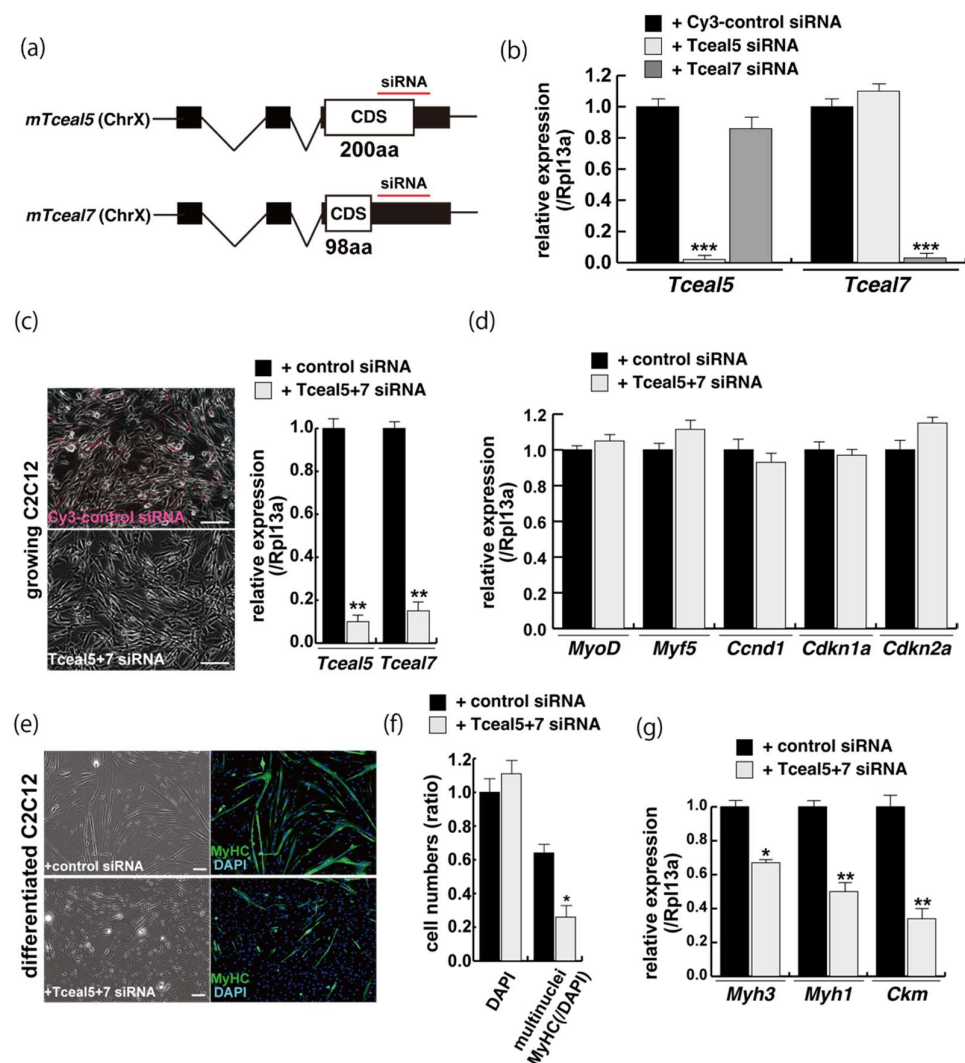 (a)
siRNA
mTceal5 (ChrX)
CDS
200aa
siRNA
mTceal7 (ChrX)
CDS
98aa
(b)
+ Cy3-control siRNA
+ Tceal5 siRNA
+ Tceal7 siRNA
relative expression
(/Rpl13a)
1.2
1.0
0.8
0.6
0.4
0.2
0.0
***
***
Tceal5
Tceal7
(c)
growing C2C12
Cy3-control siRNA
Tceal5+7 siRNA
+ control siRNA
+ Tceal5+7 siRNA
relative expression
(/Rpl13a)
1.0
0.8
0.6
0.4
0.2
0.0
**
**
Tceal5
Tceal7
(d)
+ control siRNA
+ Tceal5+7 siRNA
relative expression
(/Rpl13a)
1.2
1.0
0.8
0.6
0.4
0.2
0.0
MyoD
Myf5
Ccnd1
Cdkn1a
Cdkn2a
(e)
differentiated C2C12
+control siRNA
MyHC
DAPI
+Tceal5+7 siRNA
MyHC
DAPI
(f)
+ control siRNA
+ Tceal5+7 siRNA
cell numbers (ratio)
1.2
1.0
0.8
0.6
0.4
0.2
0.0
*
DAPI
multinuclei
MyHC(/DAPI)
(g)
+ control siRNA
+ Tceal5+7 siRNA
relative expression
(/Rpl13a)
1.0
0.8
0.6
0.4
0.2
0.0
*
**
**
Myh3
Myh1
Ckm